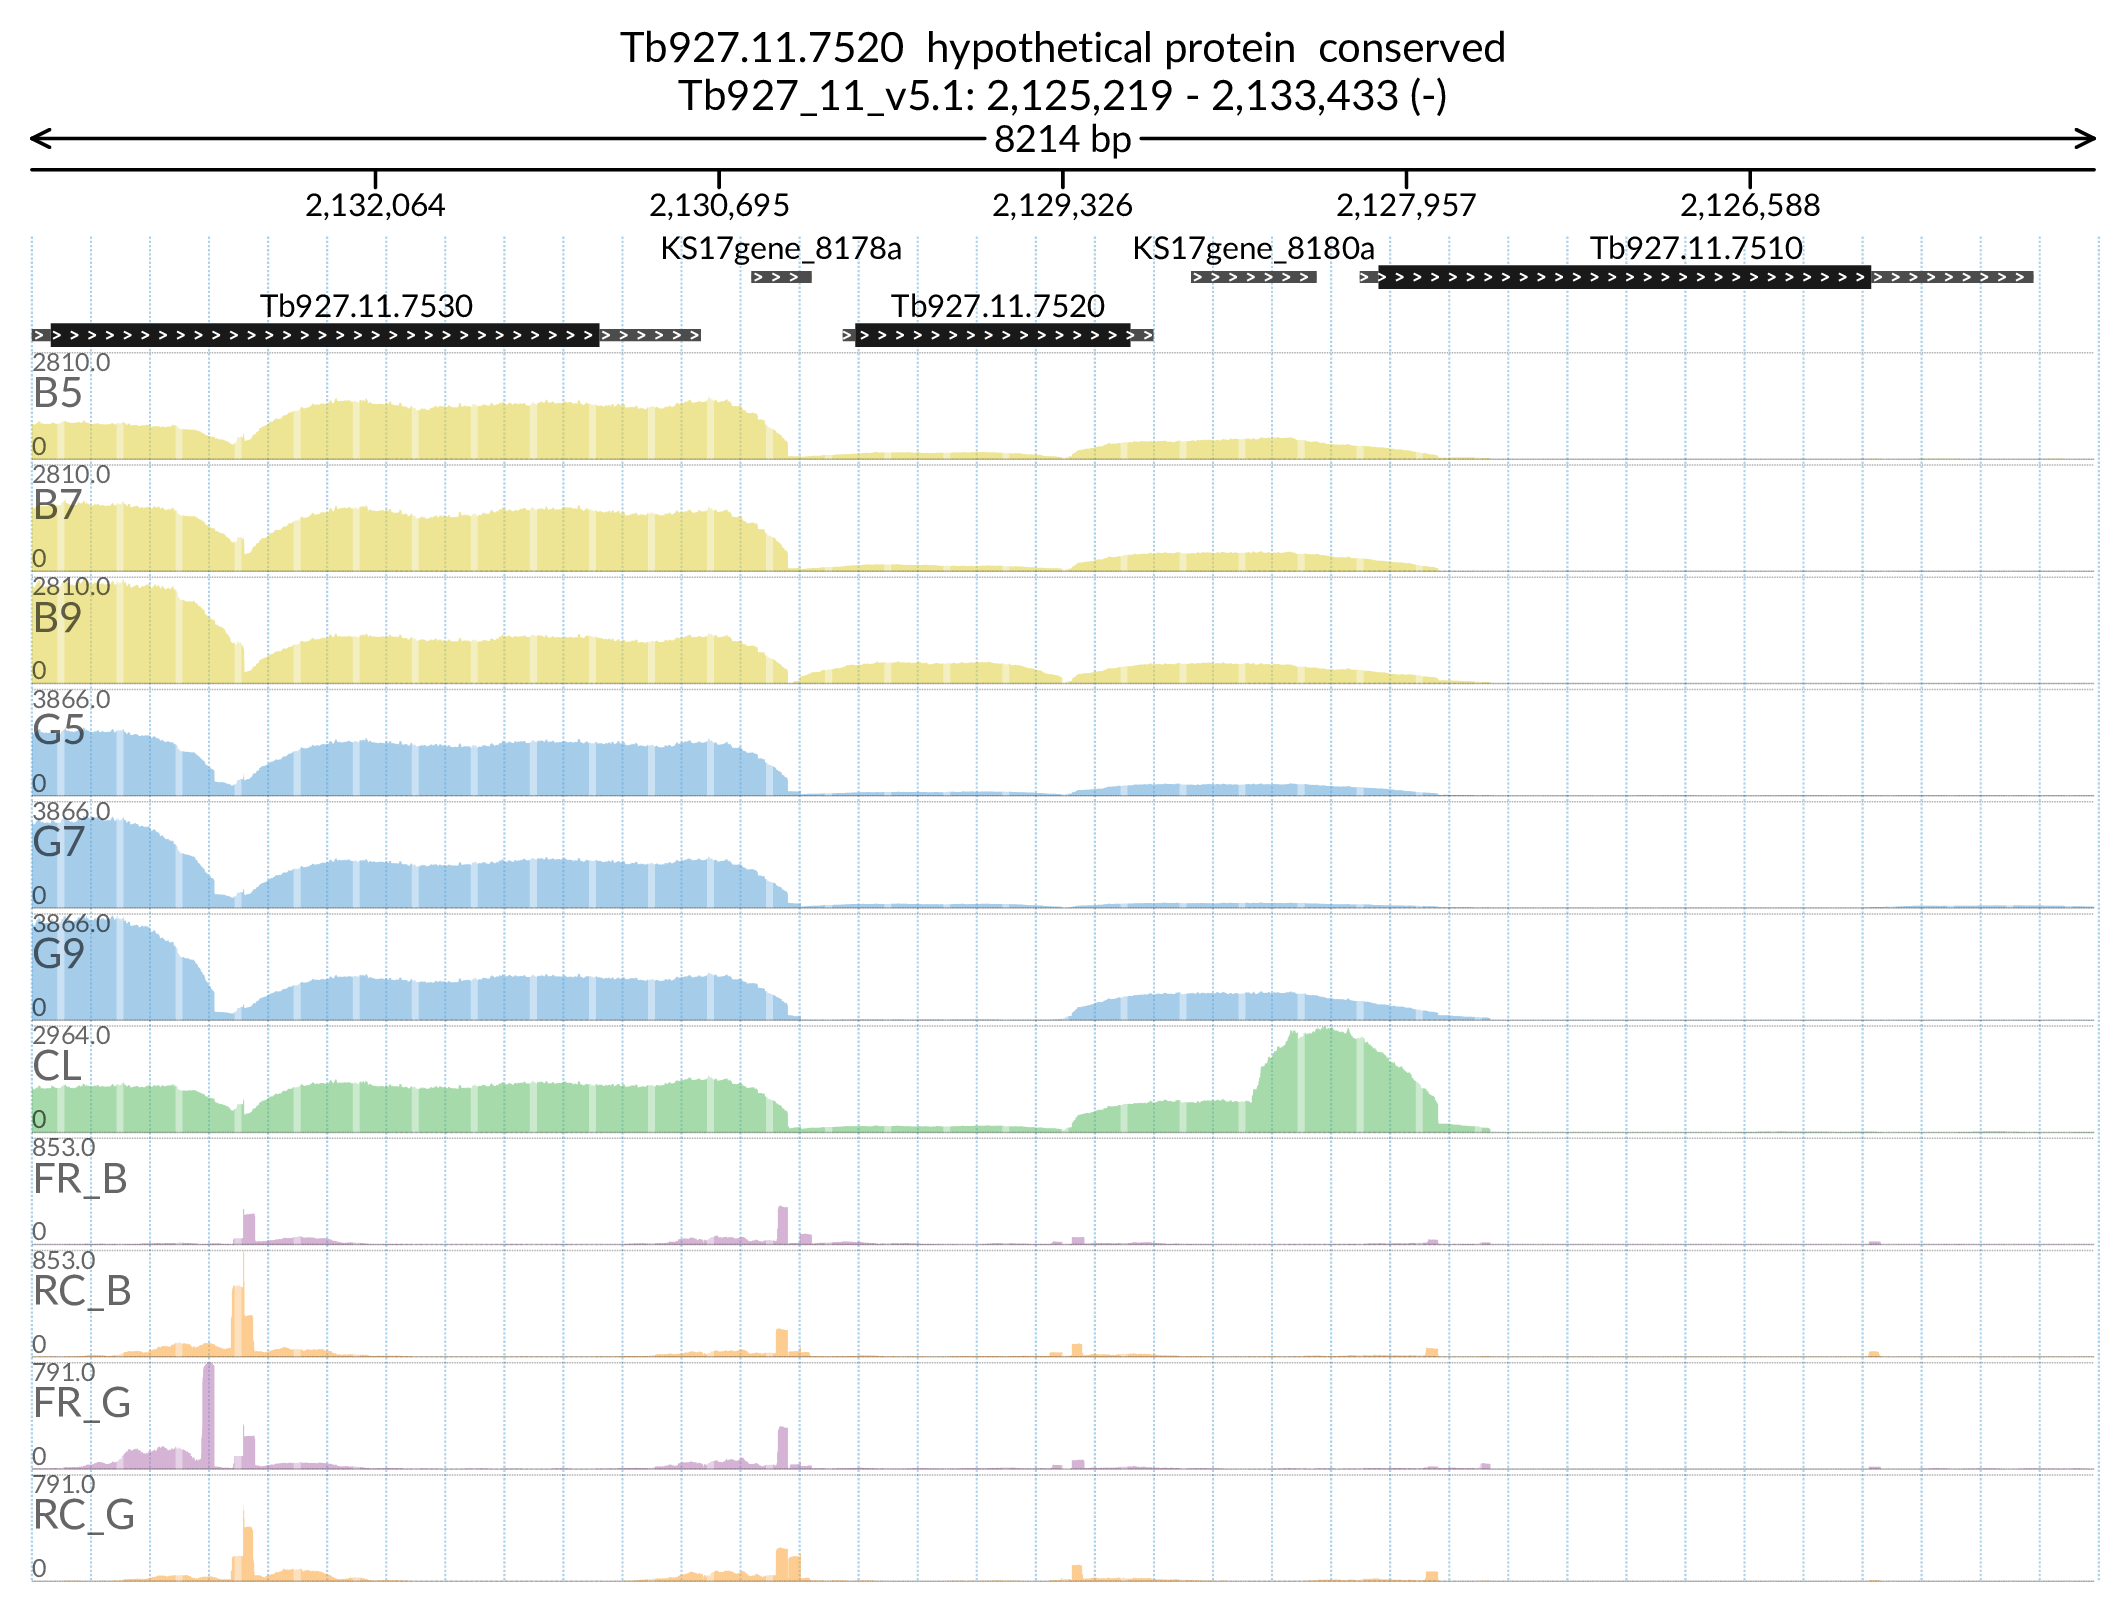 Tb927.11.7520  hypothetical protein  conserved
Tb927_11_v5.1: 2,125,219 - 2,133,433 (-)
8214 bp
2,132,064 2,130,695 2,129,326 2,127,957 2,126,588
KS17gene_8178a KS17gene_8180a Tb927.11.7510
Tb927.11.7530 Tb927.11.7520
2810.0
B5
0
2810.0
B7
0
2810.0
B9
0
3866.0
G5
0
3866.0
G7
0
3866.0
G9
0
2964.0
CL
0
853.0
FR_B
0
853.0
RC_B
0
791.0
FR_G
0
791.0
RC_G
0